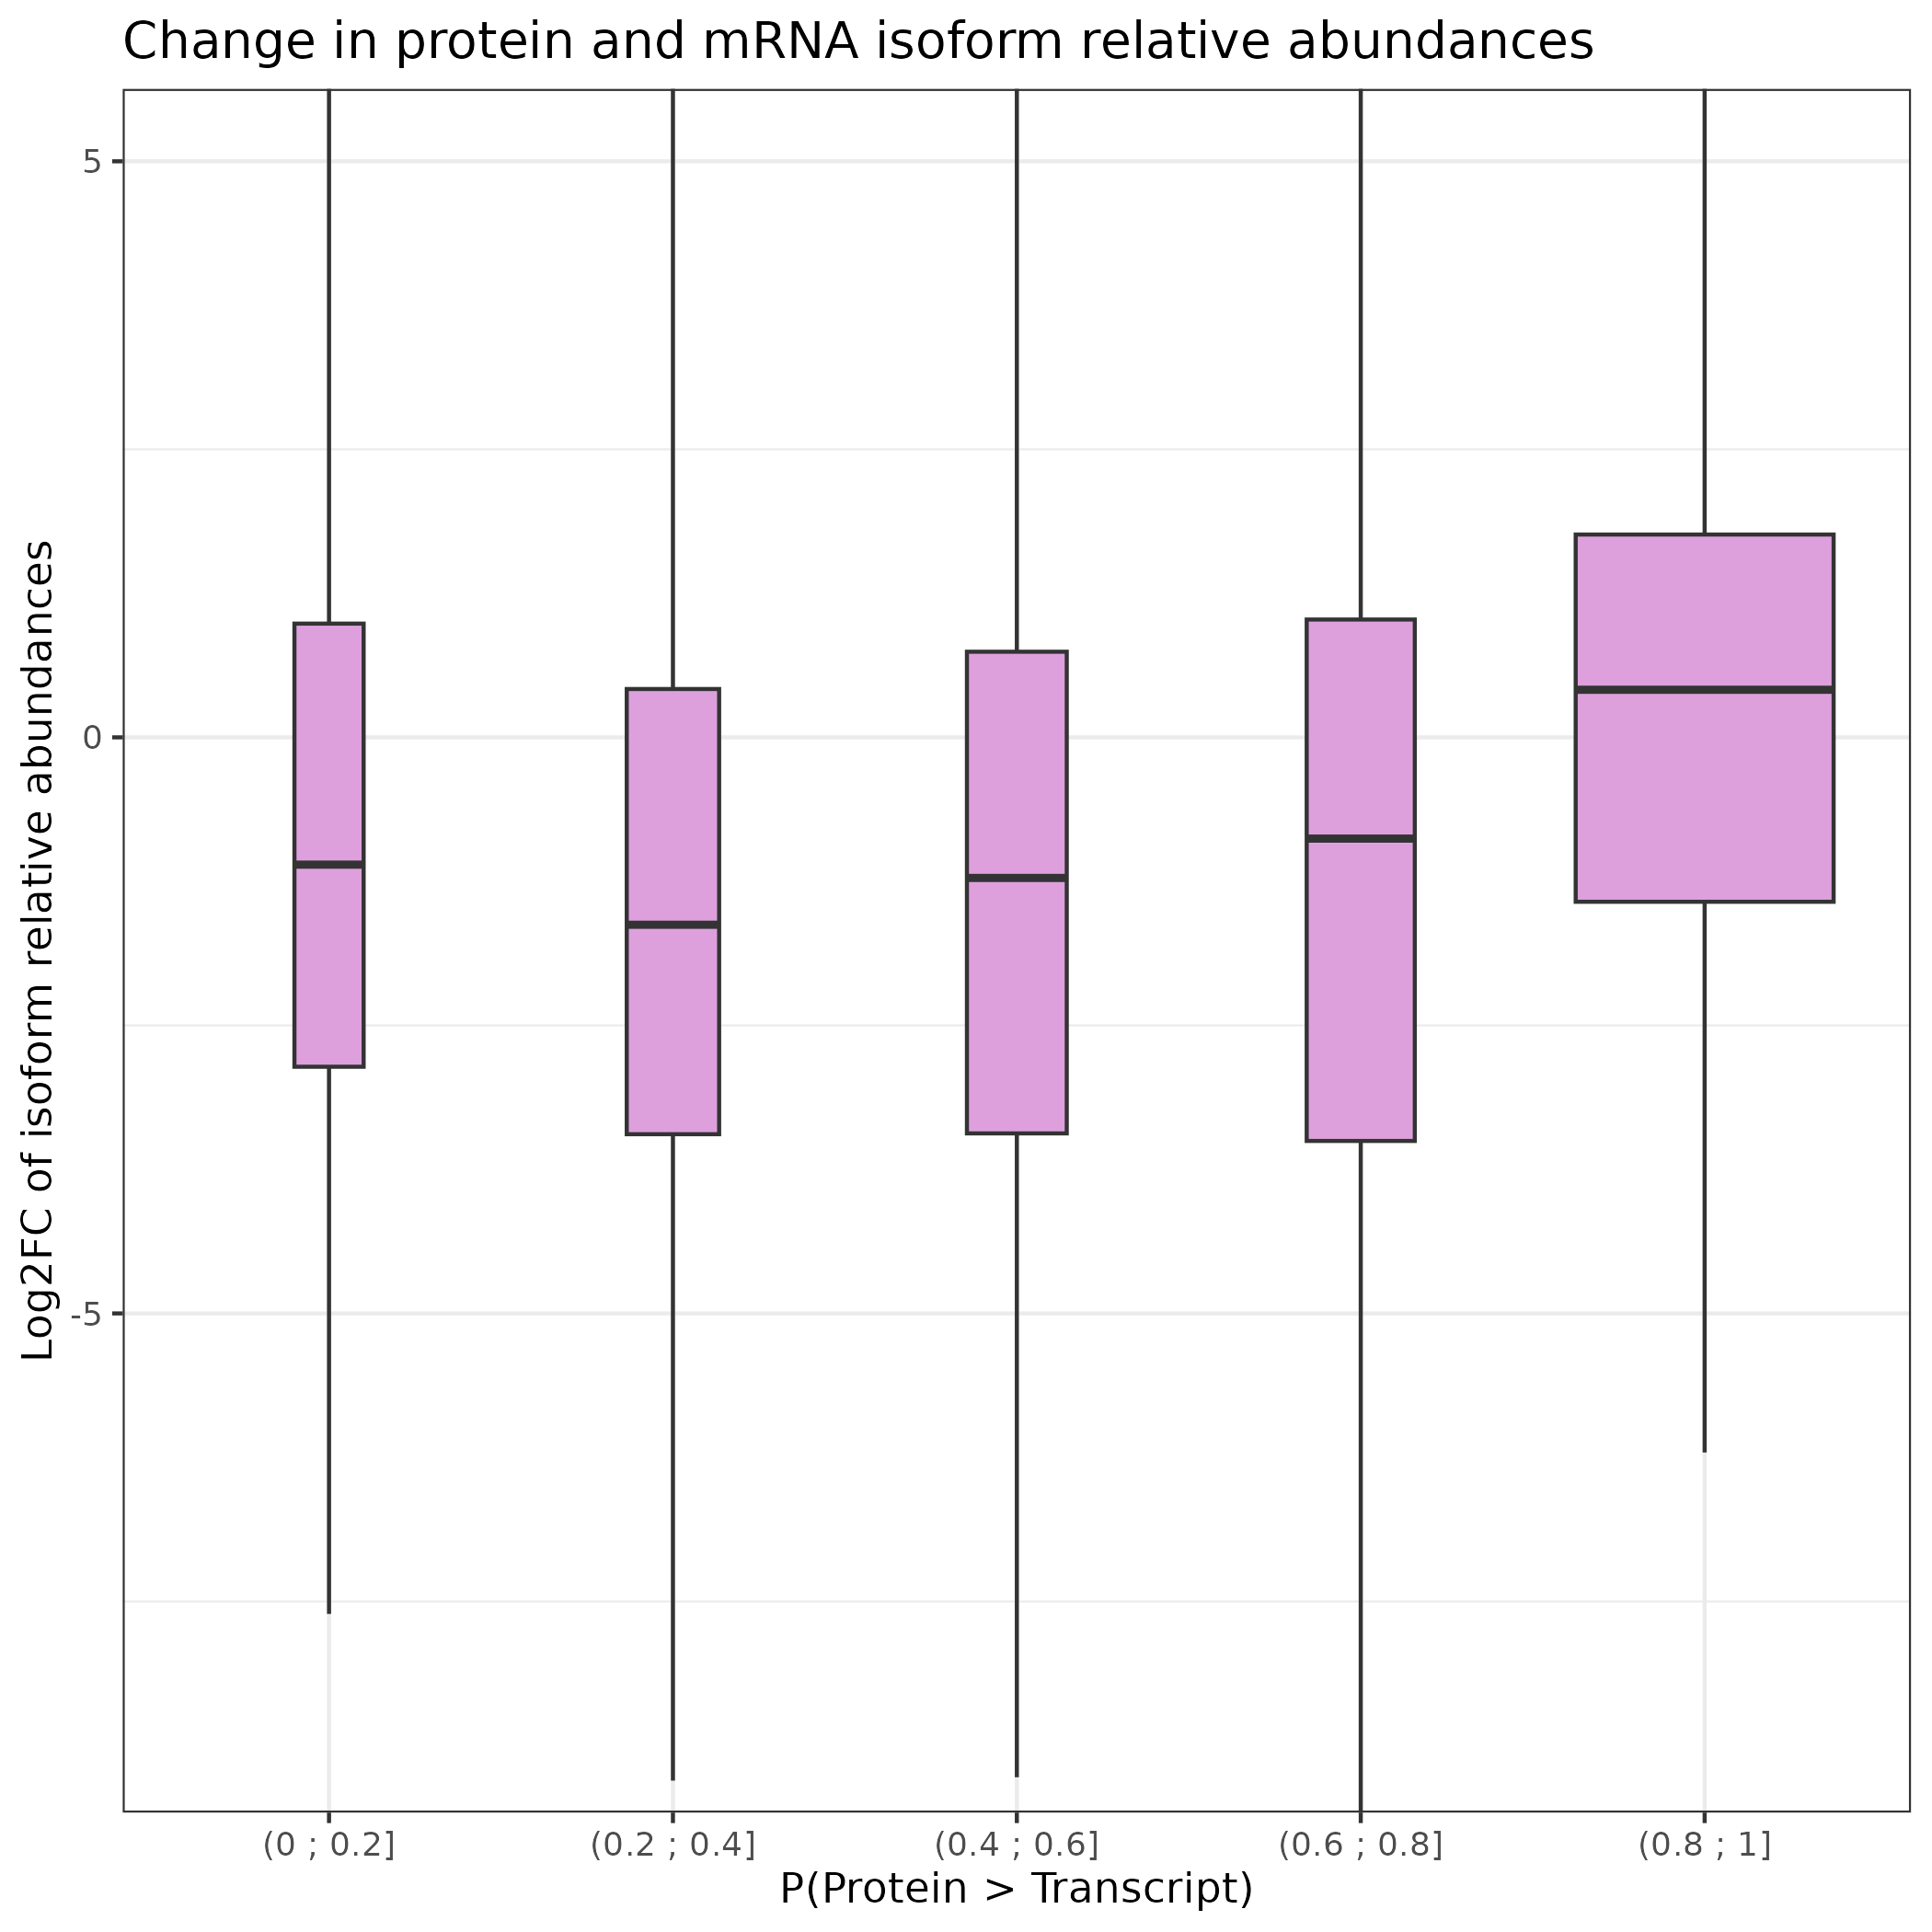 Change in protein and mRNA isoform relative abundances
Log2FC of isoform relative abundances
5
0
-5
(0 ; 0.2]
(0.2 ; 0.4]
(0.4 ; 0.6]
(0.6 ; 0.8]
(0.8 ; 1]
P(Protein > Transcript)